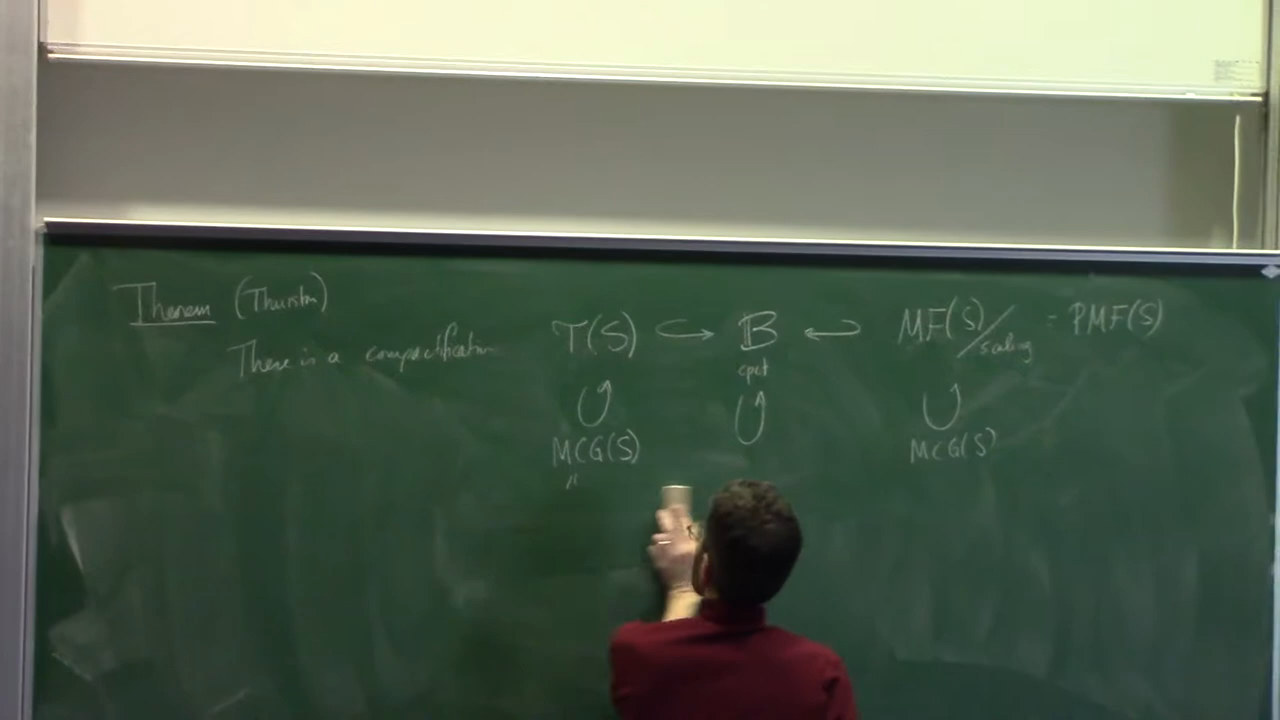 Theorem (Thurston)
There is a compactification T(S) ↪ B ↩ MF(S)/scaling = PMF(S)
cpct
MCG(S) MCG(S)
"